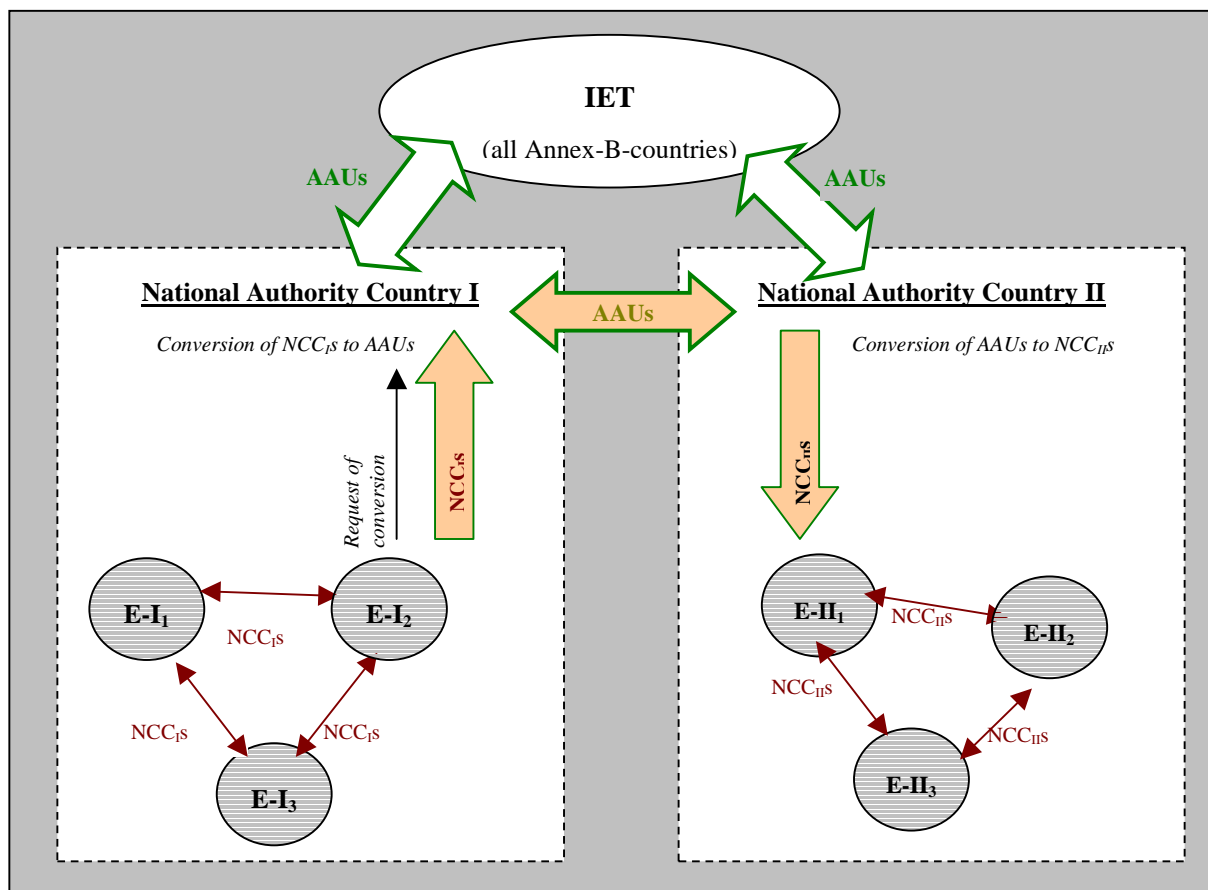 IET
(all Annex-B-countries)
AAUs
AAUs
National Authority Country I
AAUs
National Authority Country II
Conversion of NCCIs to AAUs
Conversion of AAUs to NCCIIs
Request of
conversion
NCCIs
NCCIIs
E-I1
E-I2
NCCIs
NCCIs
NCCIs
E-I3
E-II1
NCCIIs
E-II2
NCCIIs
NCCIIs
E-II3